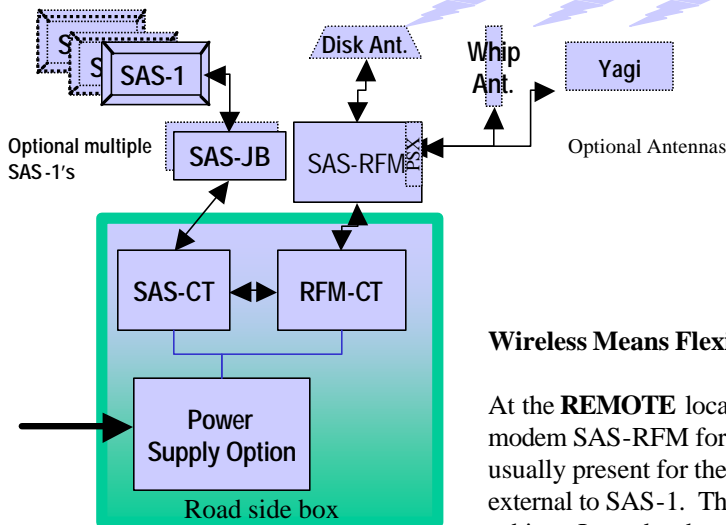 S
S
SAS-1
Disk Ant.
Whip
Ant.
Yagi
Optional multiple
SAS-1's
SAS-JB
SAS-RFM
PSX
Optional Antennas
SAS-CT
RFM-CT
Power
Supply Option
Road side box
Wireless Means Flexi
At the REMOTE loca
modem SAS-RFM for
usually present for the
external to SAS-1. Th